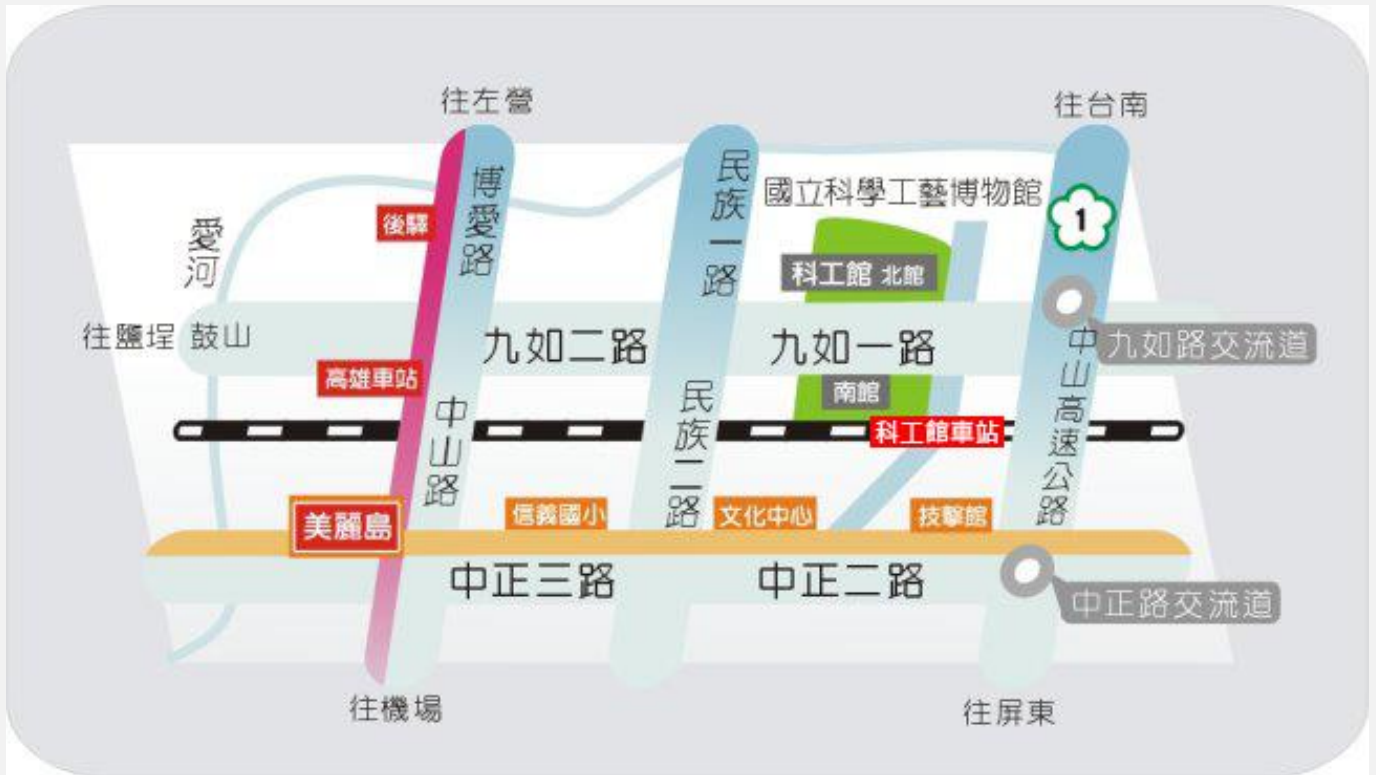 往左營
往台南
博愛路
民族一路
國立科學工藝博物館
1
後驛
愛河
科工館 北館
往鹽埕 鼓山
九如二路
九如一路
九如路交流道
高雄車站
南館
中山路
民族二路
中山高速公路
科工館車站
美麗島
信義國小
文化中心
技擊館
中正三路
中正二路
中正路交流道
往機場
往屏東